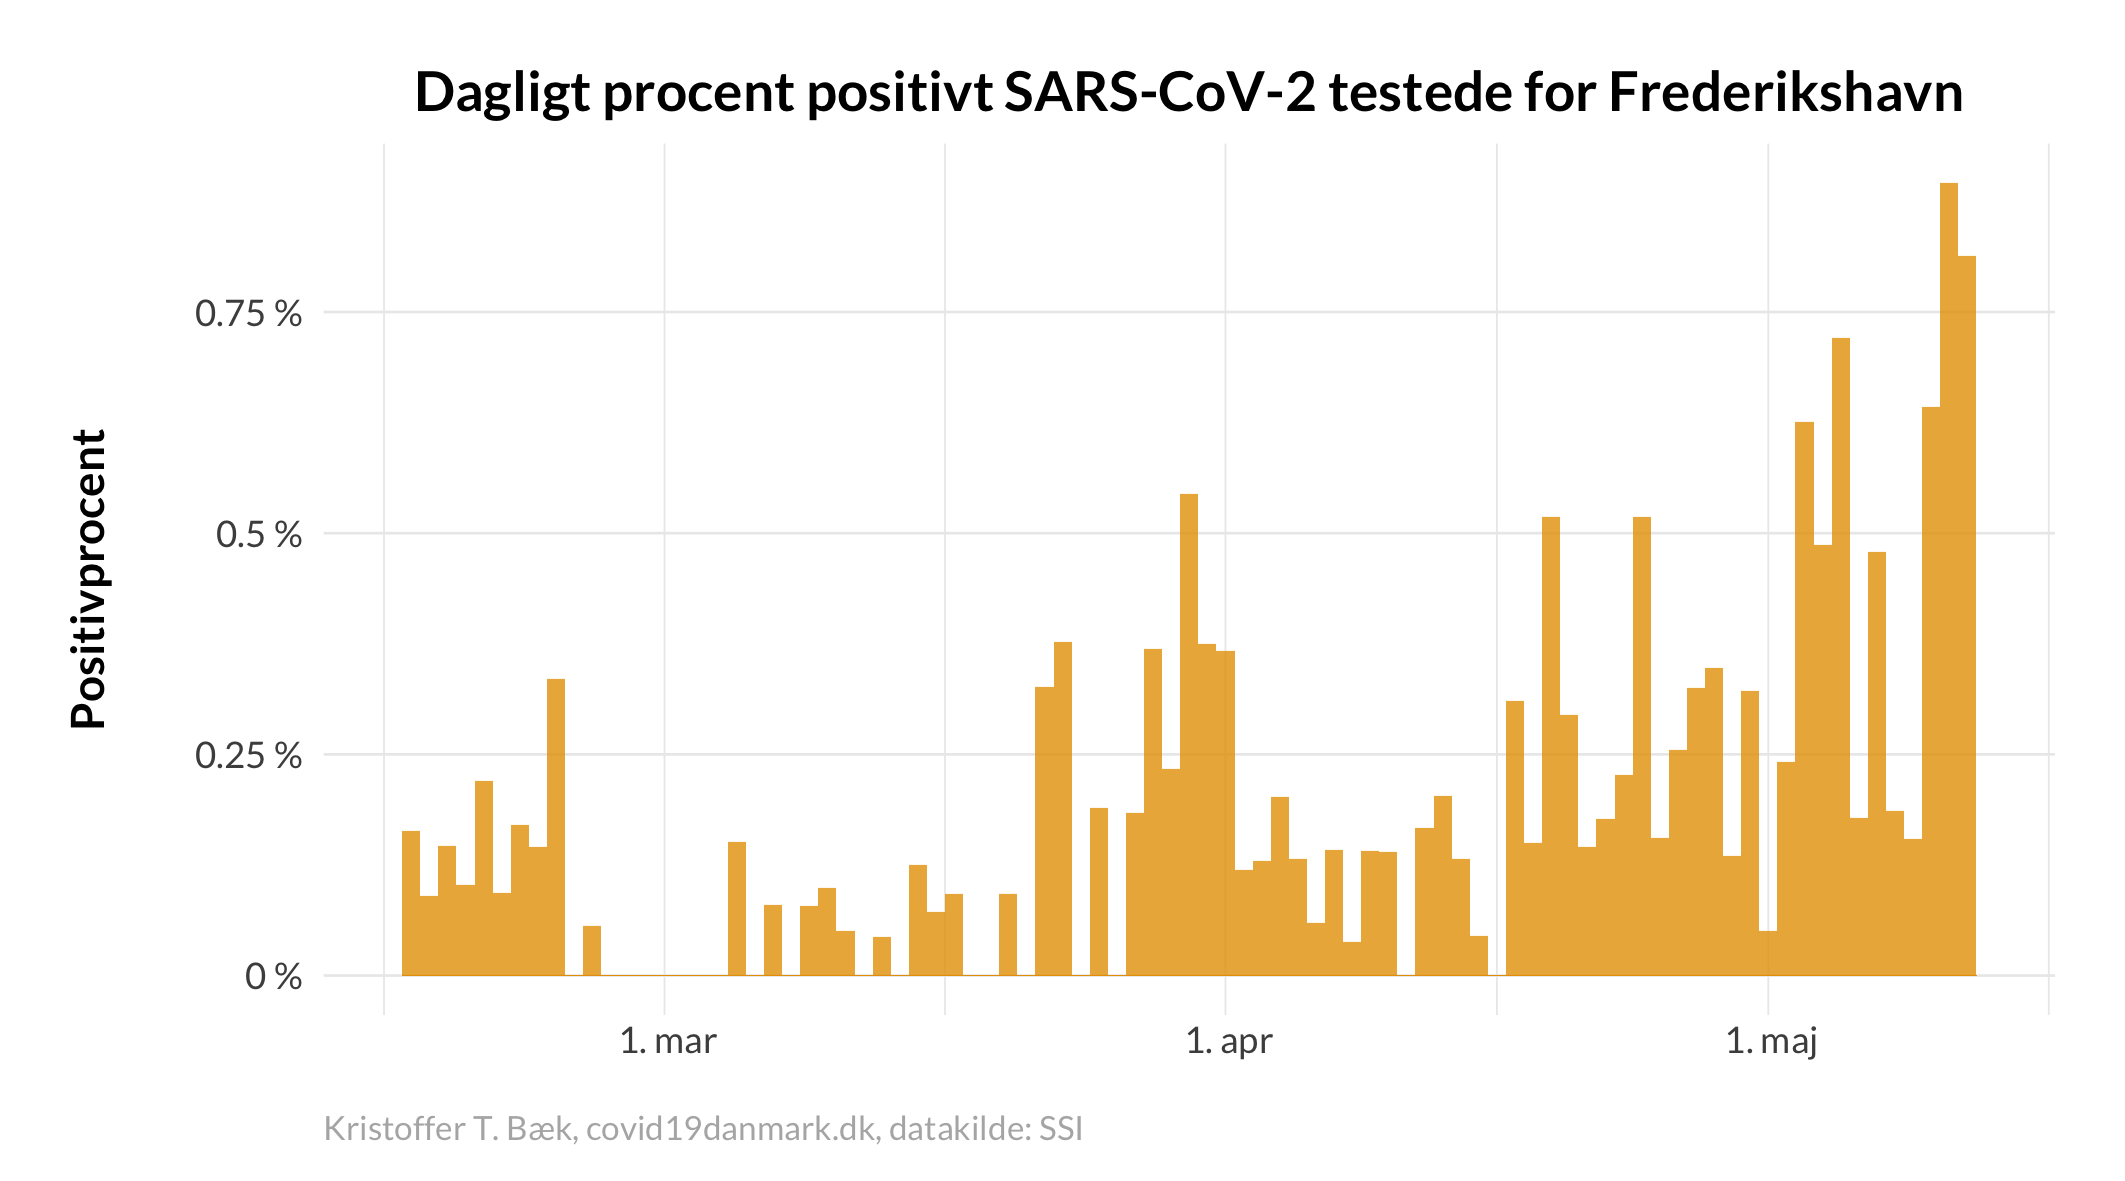 Dagligt procent positivt SARS-CoV-2 testede for Frederikshavn
Positivprocent
0.75 %
0.5 %
0.25 %
0 %
1. mar
1. apr
1. maj
Kristoffer T. Bæk, covid19danmark.dk, datakilde: SSI